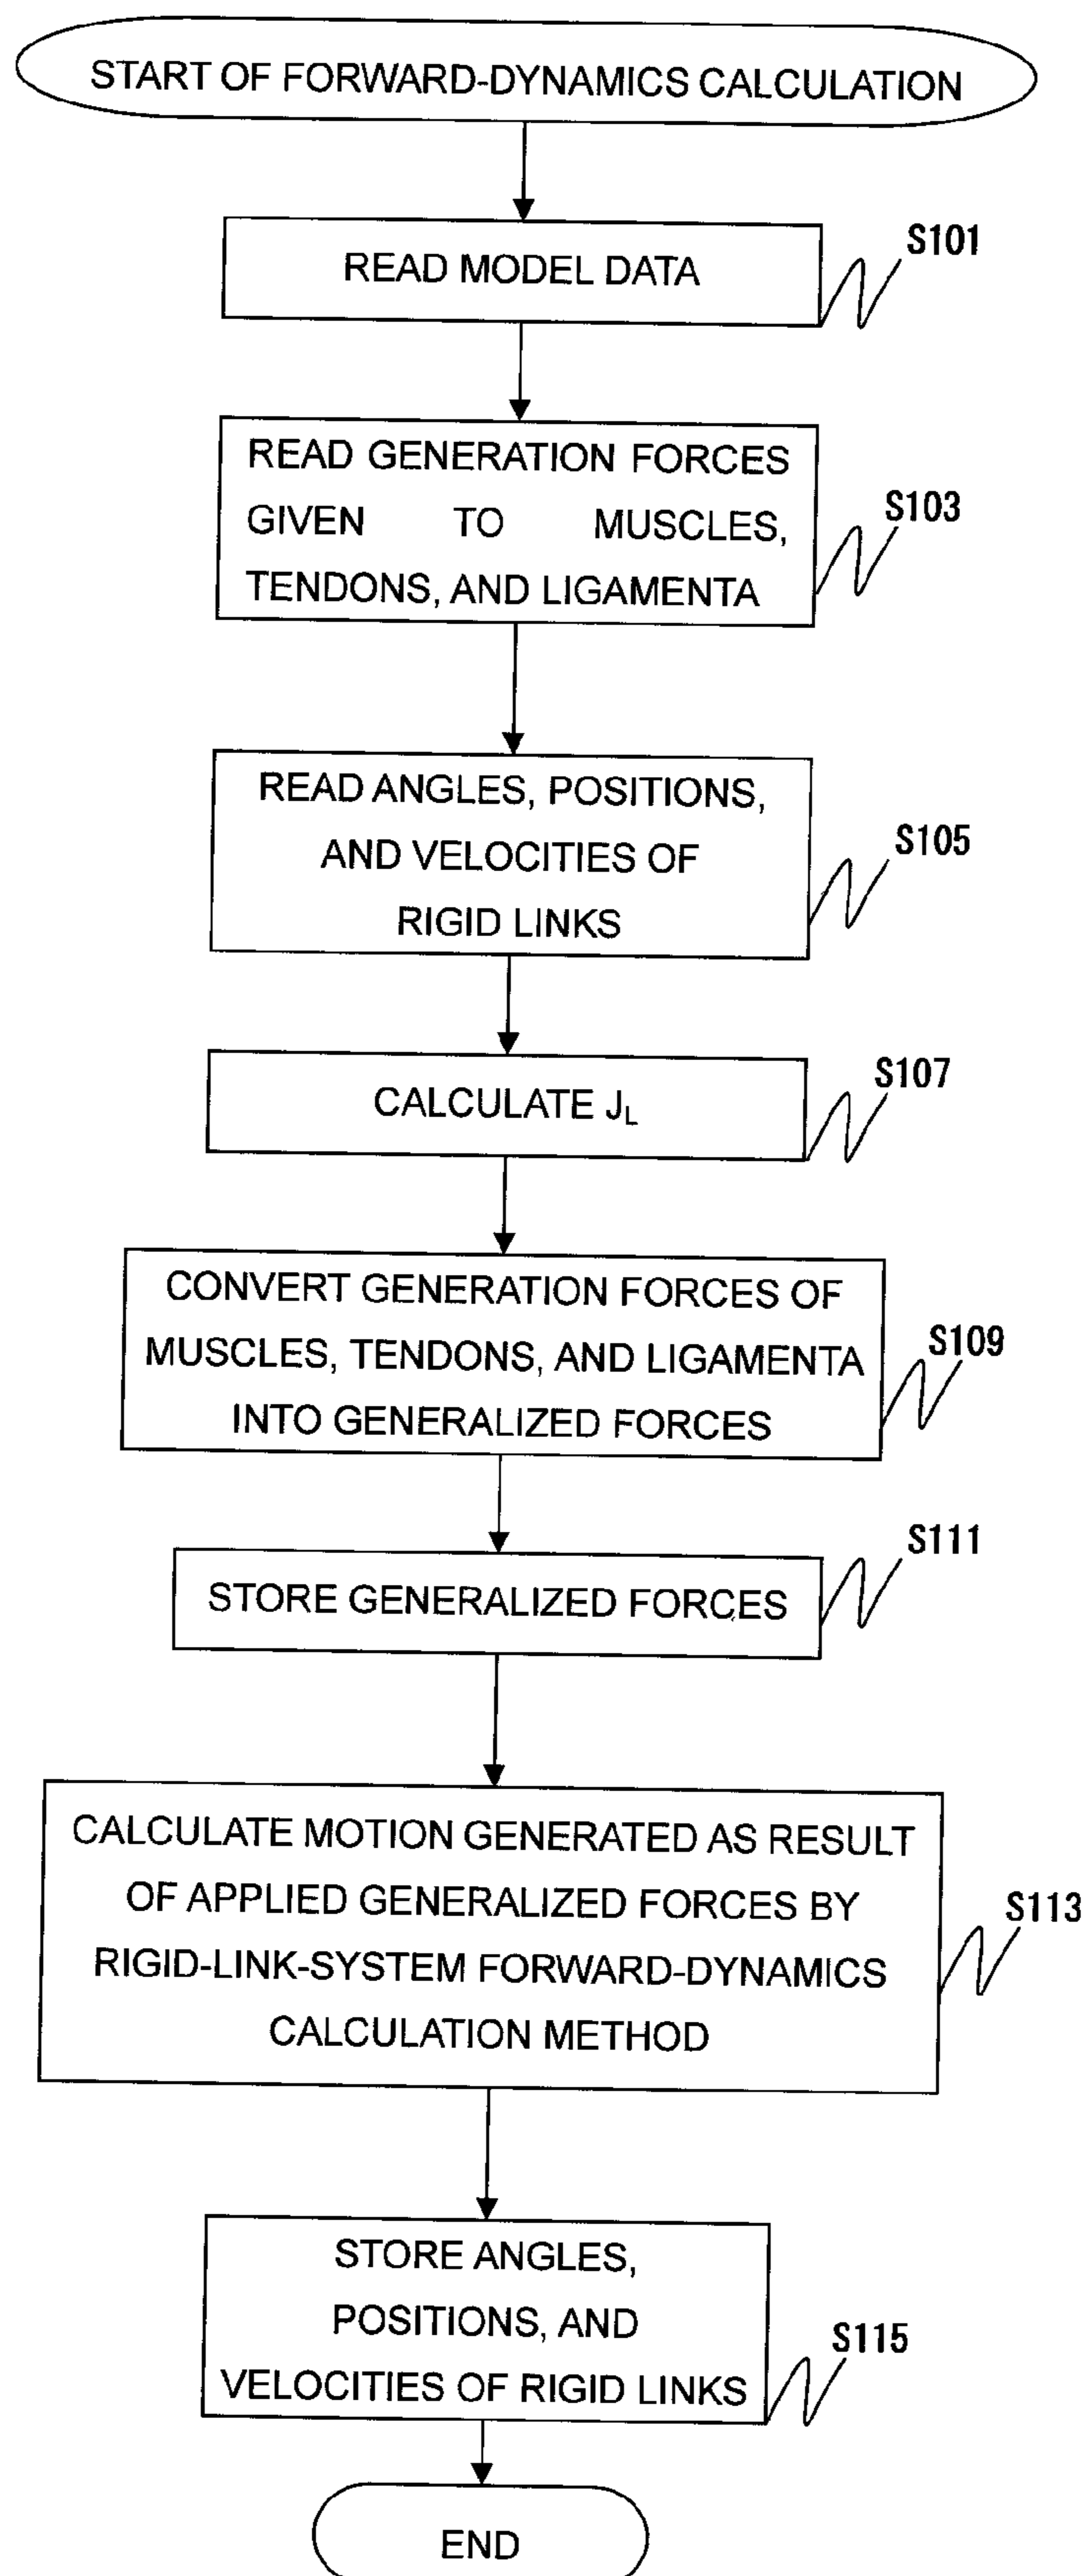 START OF FORWARD-DYNAMICS CALCULATION
READ MODEL DATA
S101
READ GENERATION FORCES
GIVEN TO MUSCLES,
TENDONS, AND LIGAMENTA
S103
READ ANGLES, POSITIONS,
AND VELOCITIES OF
RIGID LINKS
S105
CALCULATE JL
S107
CONVERT GENERATION FORCES OF
MUSCLES, TENDONS, AND LIGAMENTA
INTO GENERALIZED FORCES
S109
STORE GENERALIZED FORCES
S111
CALCULATE MOTION GENERATED AS RESULT
OF APPLIED GENERALIZED FORCES BY
RIGID-LINK-SYSTEM FORWARD-DYNAMICS
CALCULATION METHOD
S113
STORE ANGLES,
POSITIONS, AND
VELOCITIES OF RIGID LINKS
S115
END